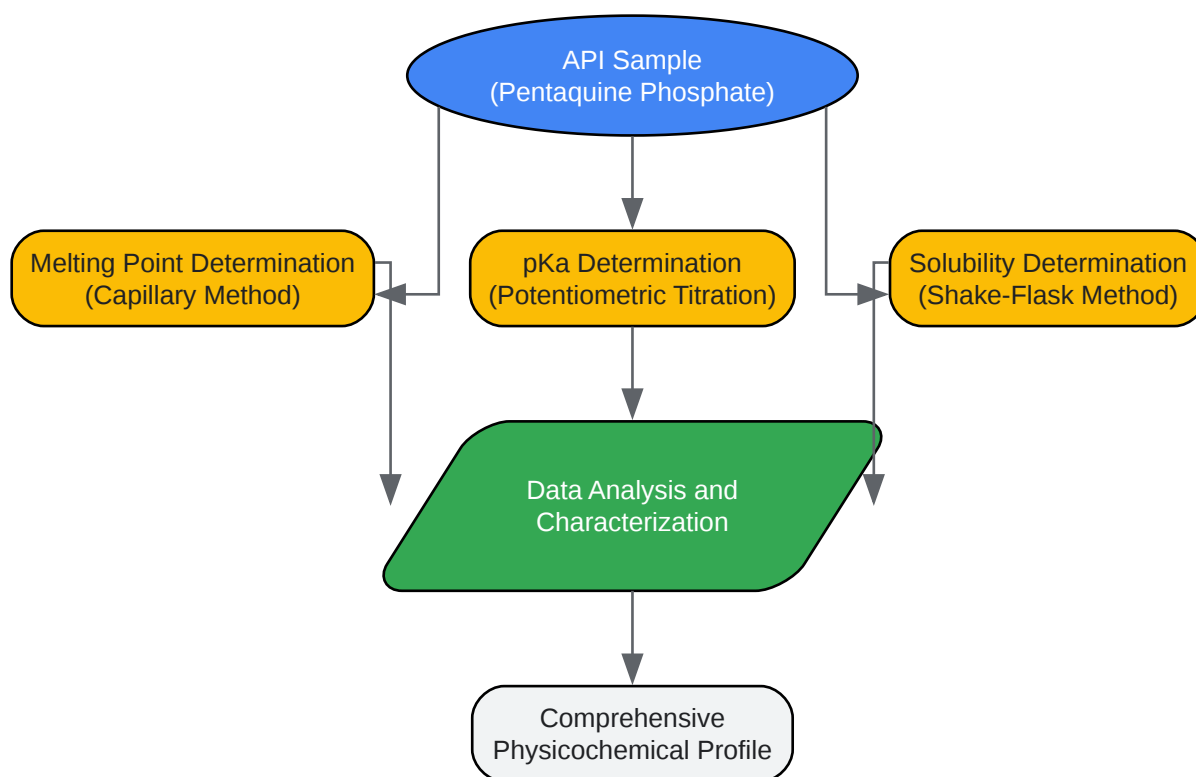 API Sample
(Pentaquine Phosphate)
Melting Point Determination
(Capillary Method)
pKa Determination
(Potentiometric Titration)
Solubility Determination
(Shake-Flask Method)
Data Analysis and
Characterization
Comprehensive
Physicochemical Profile